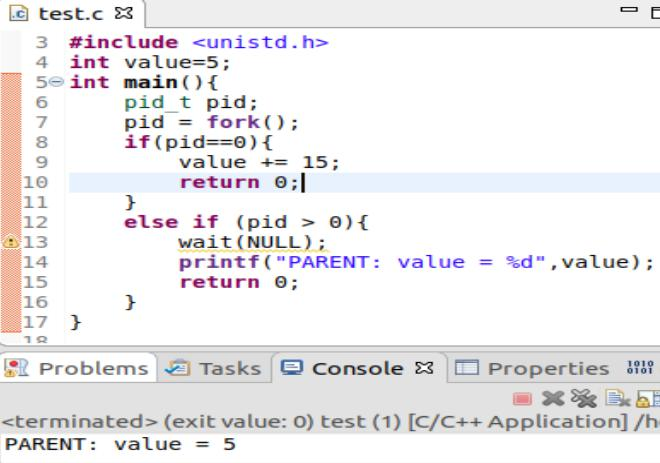 test.c
3 #include <unistd.h>
4 int value=5;
5 int main(){
6 pid_t pid;
7 pid = fork();
8 if(pid==0){
9 value += 15;
10 return 0;
11 }
12 else if (pid > 0){
13 wait(NULL);
14 printf("PARENT: value = %d",value);
15 return 0;
16 }
17 }
18
Problems Tasks Console Properties
<terminated> (exit value: 0) test (1) [C/C++ Application] /h
PARENT: value = 5